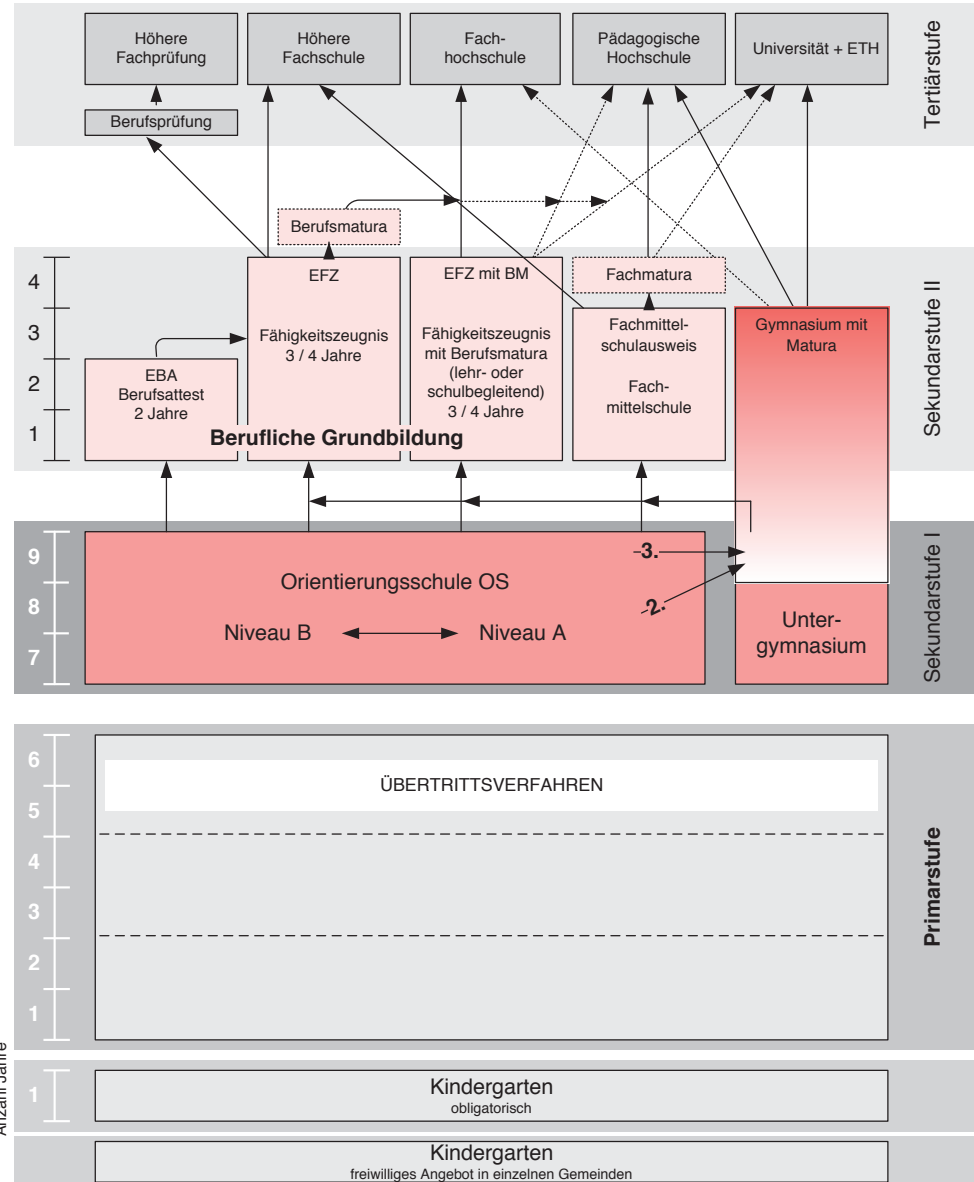 Höhere
Fachprüfung
Höhere
Fachschule
Fach-
hochschule
Pädagogische
Hochschule
Universität + ETH
Berufsprüfung
Tertiärstufe
Berufsmatura
4
3
2
1
EFZ
Fähigkeitszeugnis
3 / 4 Jahre
EFZ mit BM
Fähigkeitszeugnis
mit Berufsmatura
(lehr- oder
schulbegleitend)
3 / 4 Jahre
Fachmatura
Fachmittel-
schulausweis
Fach-
mittelschule
Gymnasium mit
Matura
EBA
Berufsattest
2 Jahre
Berufliche Grundbildung
Sekundarstufe II
9
8
7
3.
2.
Orientierungsschule OS
Niveau B
Niveau A
Unter-
gymnasium
Sekundarstufe I
6
5
4
3
2
1
ÜBERTRITTSVERFAHREN
Primarstufe
Anzahl Jahre
1
Kindergarten
obligatorisch
Kindergarten
freiwilliges Angebot in einzelnen Gemeinden